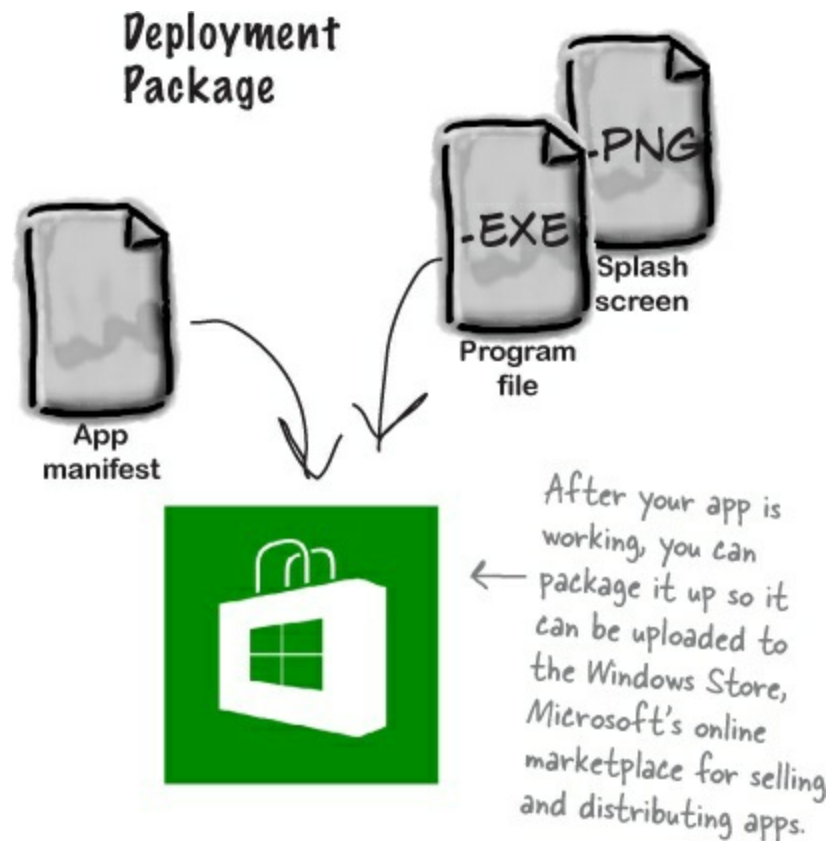 Deployment
Package
.PNG
.EXE
Splash
screen
Program
file
App
manifest
After your app is
working, you can
package it up so it
can be uploaded to
the Windows Store,
Microsoft's online
marketplace for selling
and distributing apps.